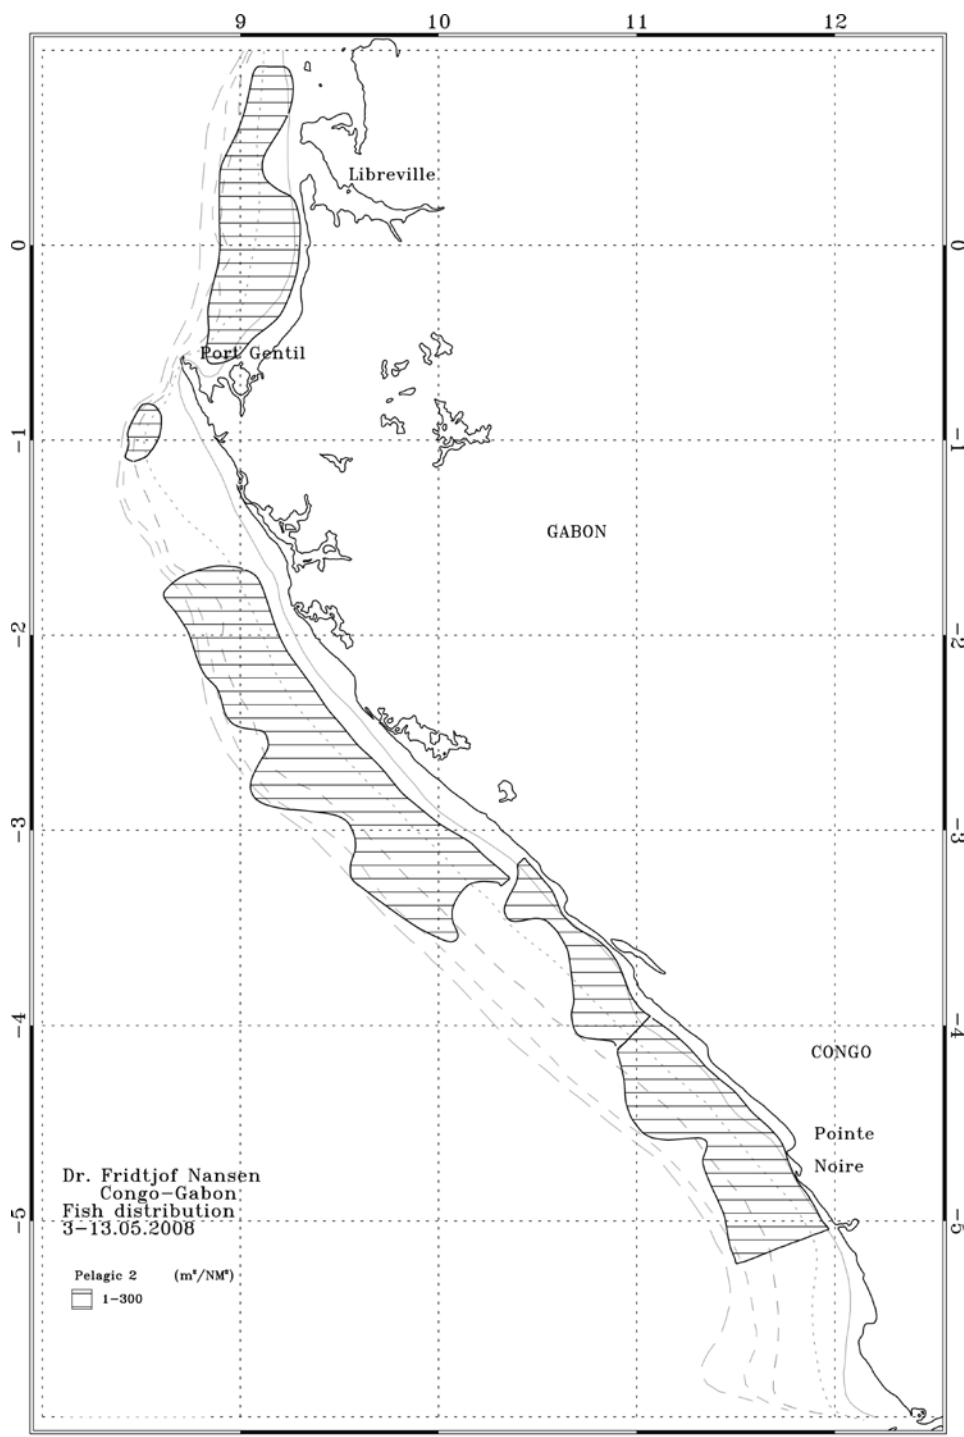 9 10 11 12
Libreville
0 0
Port Gentil
-1 -1
GABON
-2 -2
-3 -3
-4 -4
CONGO
Pointe
Noire
Dr. Fridtjof Nansen
Congo-Gabon
Fish distribution
3-13.05.2008
-5 -5
Pelagic 2 (m²/NM²)
1-300